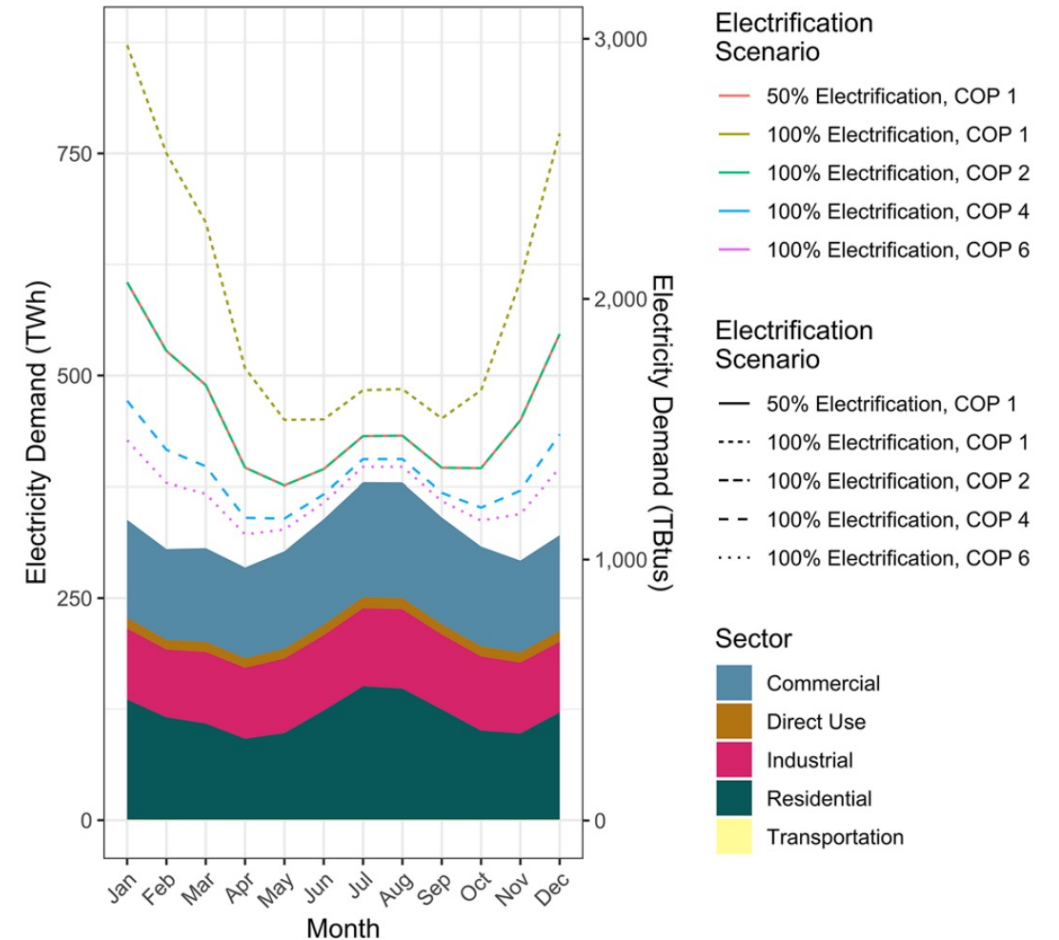 Electricity Demand (TWh)
750
500
250
0
3,000
2,000
1,000
0
Electricity Demand (TBtus)
Jan
Feb
Mar
Apr
May
Jun
Jul
Aug
Sep
Oct
Nov
Dec
Month
Electrification
Scenario
50% Electrification, COP 1
100% Electrification, COP 1
100% Electrification, COP 2
100% Electrification, COP 4
100% Electrification, COP 6
Electrification
Scenario
50% Electrification, COP 1
100% Electrification, COP 1
100% Electrification, COP 2
100% Electrification, COP 4
100% Electrification, COP 6
Sector
Commercial
Direct Use
Industrial
Residential
Transportation